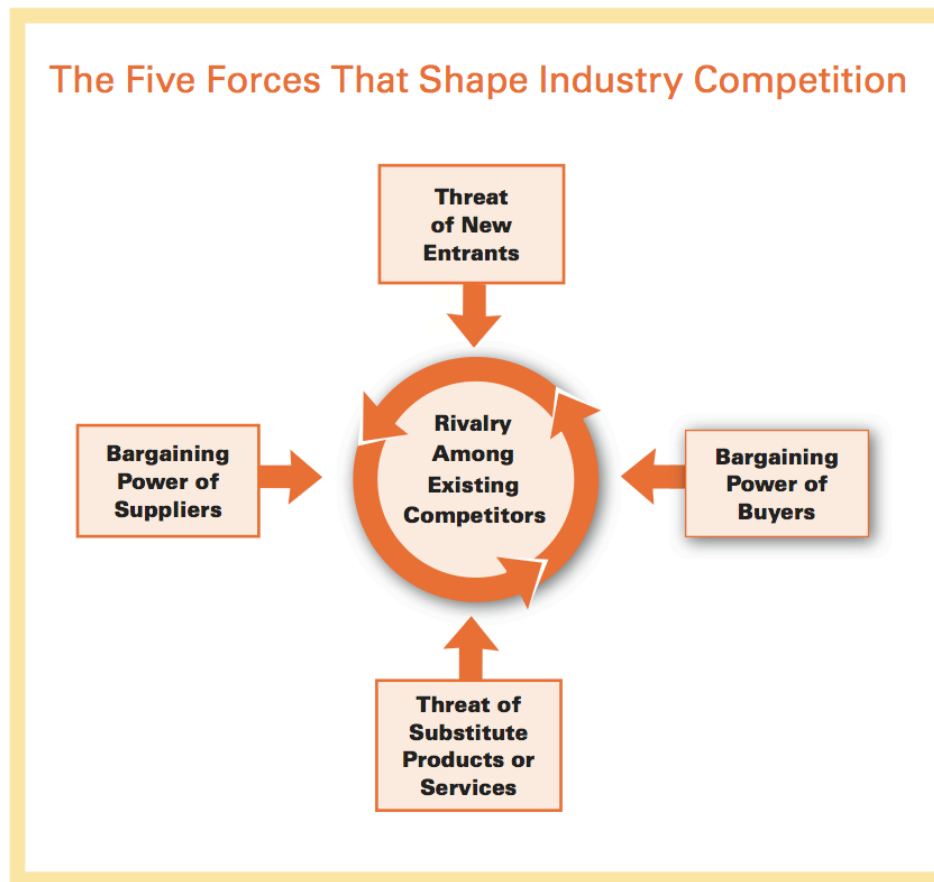 The Five Forces That Shape Industry Competition
Threat
of New
Entrants
Bargaining
Power of
Suppliers
Rivalry
Among
Existing
Competitors
Bargaining
Power of
Buyers
Threat of
Substitute
Products or
Services